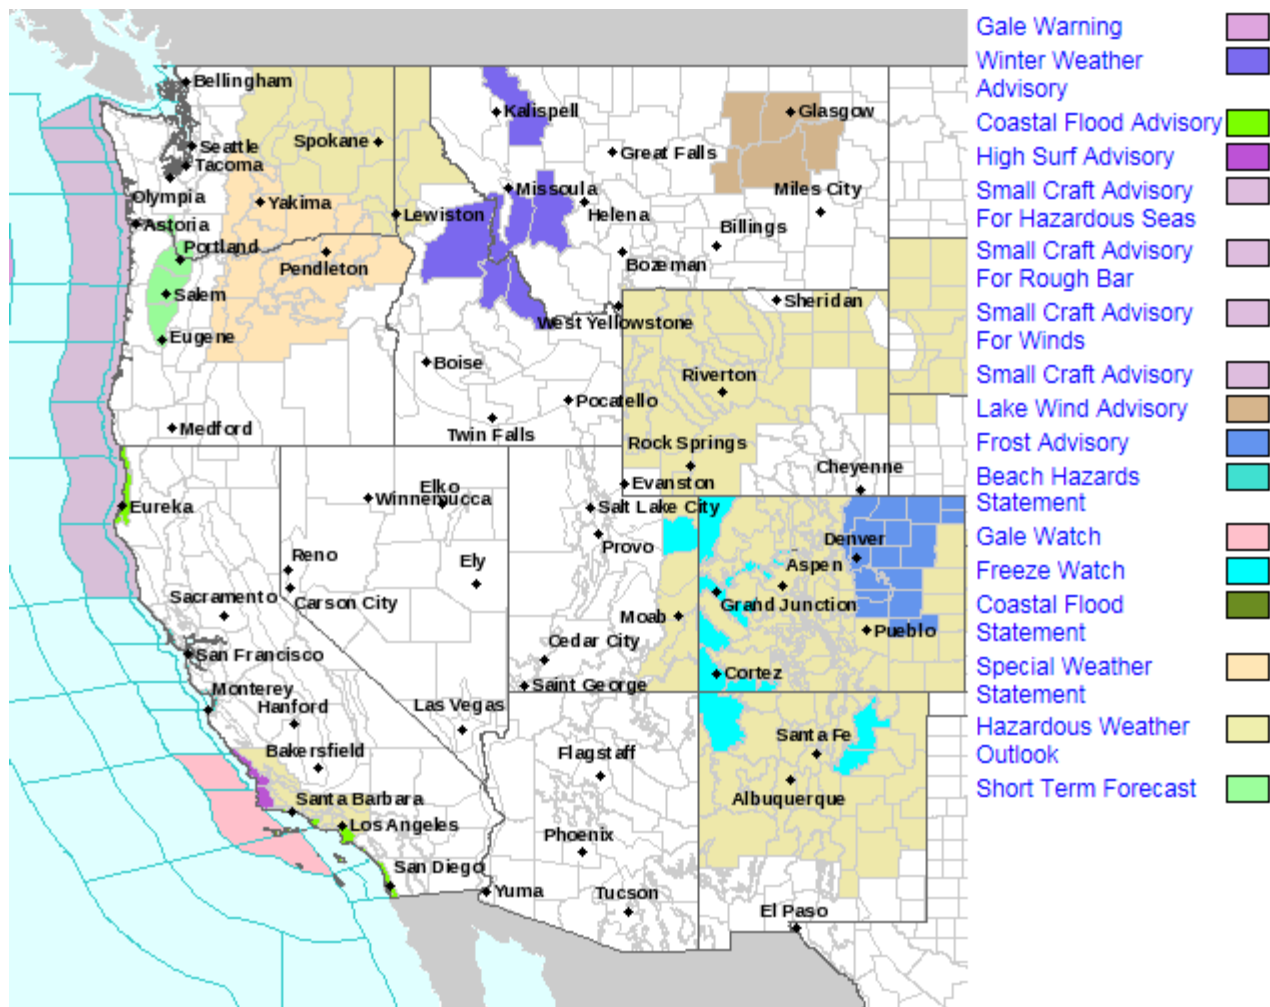 Bellingham
Seattle
Tacoma
Olympia
Spokane
Yakima
Lewiston
Astoria
Portland
Pendleton
Salem
Eugene
Medford
Kalispell
Great Falls
Glasgow
Missoula
Helena
Miles City
Billings
Bozeman
West Yellowstone
Sheridan
Boise
Pocatello
Twin Falls
Riverton
Rock Springs
Evanston
Cheyenne
Eureka
Elko
Winnemucca
Salt Lake City
Provo
Denver
Aspen
Grand Junction
Reno
Carson City
Ely
Sacramento
Moab
Pueblo
Cedar City
Cortez
San Francisco
Saint George
Monterey
Hanford
Las Vegas
Bakersfield
Flagstaff
Santa Fe
Albuquerque
Santa Barbara
Los Angeles
Phoenix
San Diego
Yuma
Tucson
El Paso
Gale Warning
Winter Weather
Advisory
Coastal Flood Advisory
High Surf Advisory
Small Craft Advisory
For Hazardous Seas
Small Craft Advisory
For Rough Bar
Small Craft Advisory
For Winds
Small Craft Advisory
Lake Wind Advisory
Frost Advisory
Beach Hazards
Statement
Gale Watch
Freeze Watch
Coastal Flood
Statement
Special Weather
Statement
Hazardous Weather
Outlook
Short Term Forecast